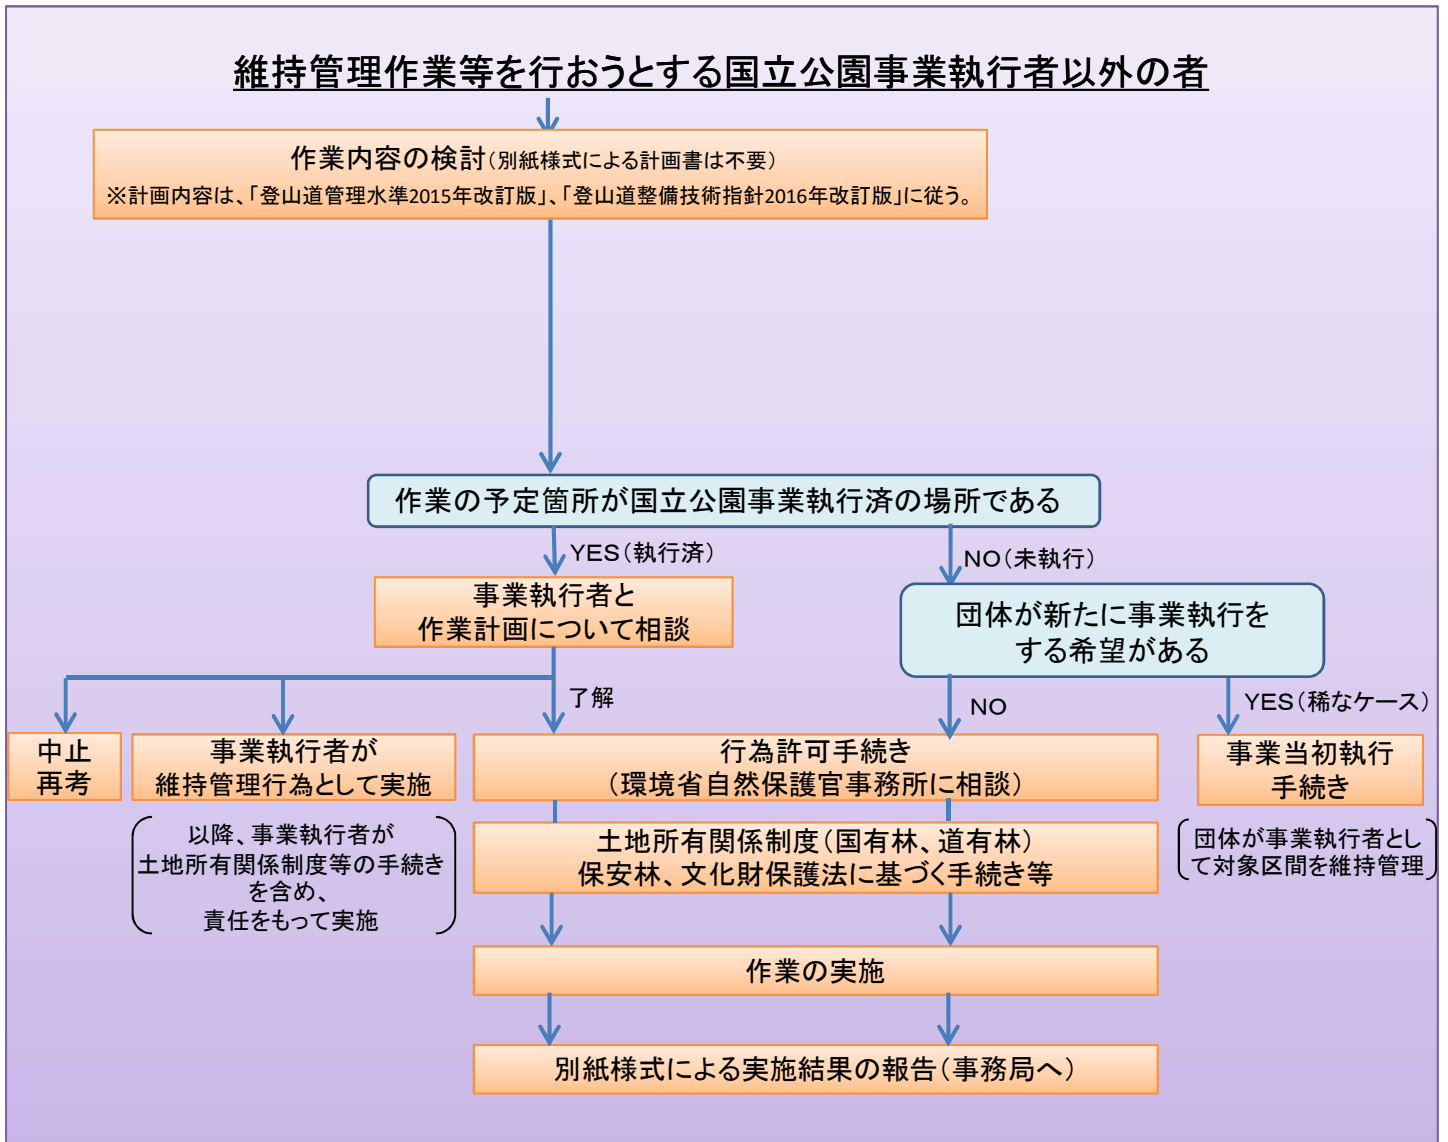 維持管理作業等を行おうとする国立公園事業執行者以外の者
作業内容の検討(別紙様式による計画書は不要)
※計画内容は、「登山道管理水準2015年改訂版」、「登山道整備技術指針2016年改訂版」に従う。
作業の予定箇所が国立公園事業執行済の場所である
YES(執行済)
NO(未執行)
事業執行者と
作業計画について相談
団体が新たに事業執行を
する希望がある
了解
NO
YES(稀なケース)
中止
再考
事業執行者が
維持管理行為として実施
行為許可手続き
(環境省自然保護官事務所に相談)
事業当初執行
手続き
以降、事業執行者が
土地所有関係制度等の手続き
を含め、
責任をもって実施
土地所有関係制度(国有林、道有林)
保安林、文化財保護法に基づく手続き等
団体が事業執行者とし
て対象区間を維持管理
作業の実施
別紙様式による実施結果の報告(事務局へ)